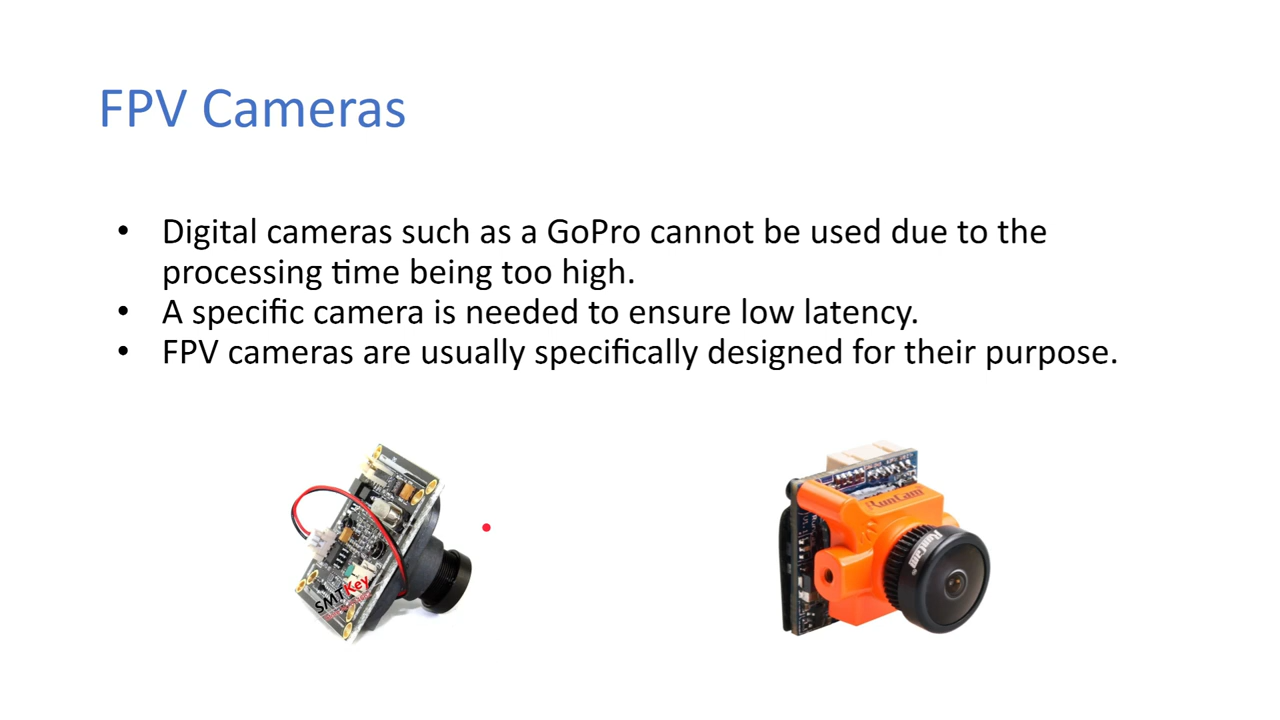 FPV Cameras
• Digital cameras such as a GoPro cannot be used due to the
processing time being too high.
• A specific camera is needed to ensure low latency.
• FPV cameras are usually specifically designed for their purpose.
SMTKey
RunCam
RunCam